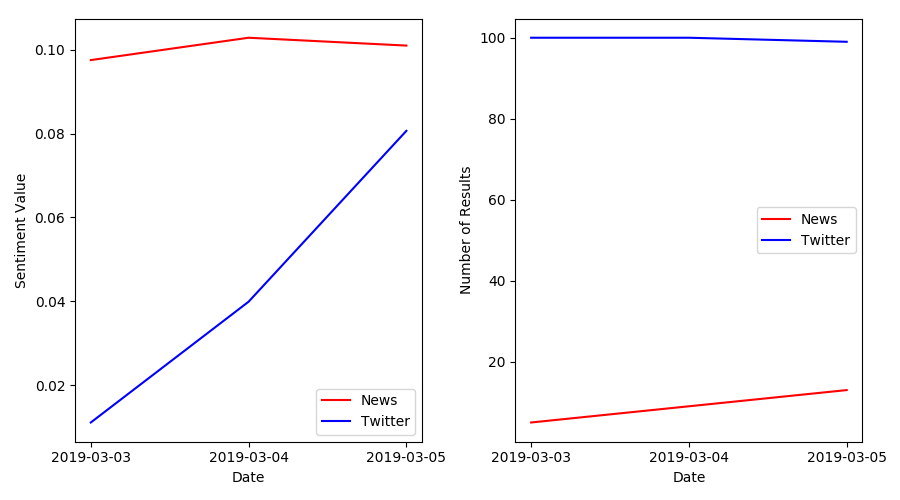 0.10
0.08
0.06
0.04
0.02
Sentiment Value
2019-03-03
2019-03-04
2019-03-05
Date
News
Twitter
100
80
60
40
20
Number of Results
2019-03-03
2019-03-04
2019-03-05
Date
News
Twitter